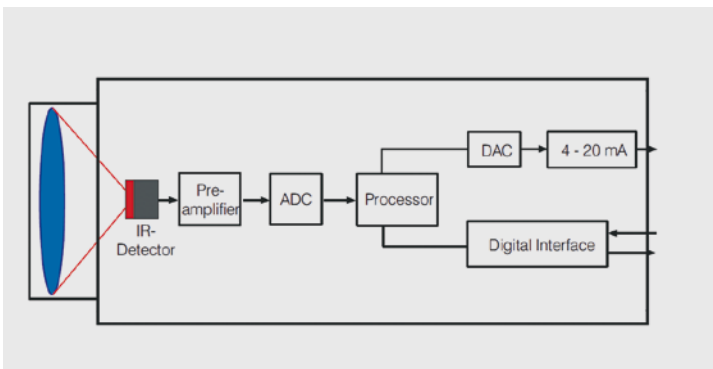 IR-
Detector
Pre-
amplifier
ADC
Processor
DAC
4 - 20 mA
Digital Interface